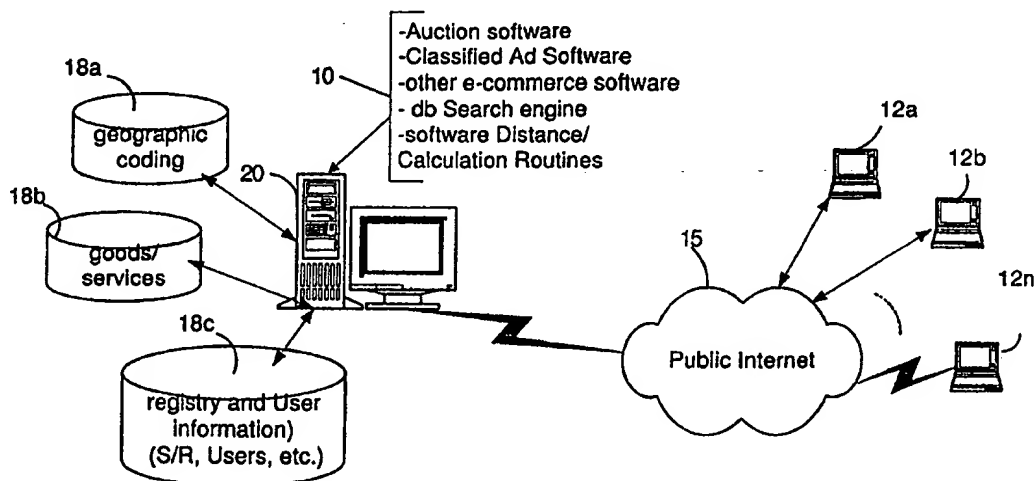 -Auction software
-Classified Ad Software
-other e-commerce software
- db Search engine
-software Distance/
Calculation Routines
10
18a
geographic
coding
20
18b
goods/
services
18c
registry and User
information)
(S/R, Users, etc.)
15
Public Internet
12a
12b
12n